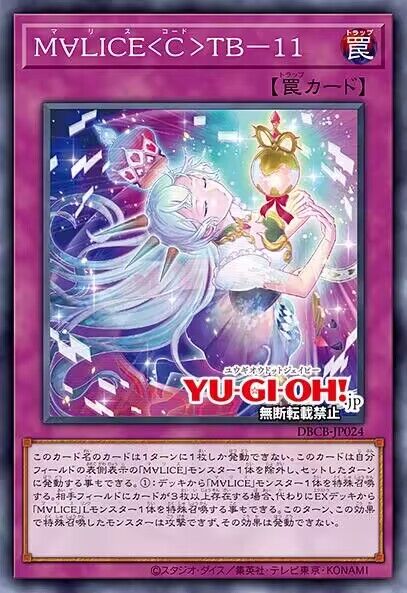 マリス コード
M∀LICE<C>TB－11
トラップ
罠
トラップ
【罠カード】
ユウギオウドットジェイピー
YU-GI-OH!.jp
無断転載禁止
DBCB-JP024
このカード名のカードは１ターンに１枚しか発動できない。このカードは自分
フィールドの表側表示の「M∀LICE」モンスター１体を除外し、セットしたターン
に発動する事もできる。①：デッキから「M∀LICE」モンスター１体を特殊召喚
する。相手フィールドにカードが３枚以上存在する場合、代わりにEXデッキから
「M∀LICE」Lモンスター１体を特殊召喚する事もできる。このターン、この効果
で特殊召喚したモンスターは攻撃できず、その効果は発動できない。
©スタジオ・ダイス／集英社・テレビ東京・KONAMI